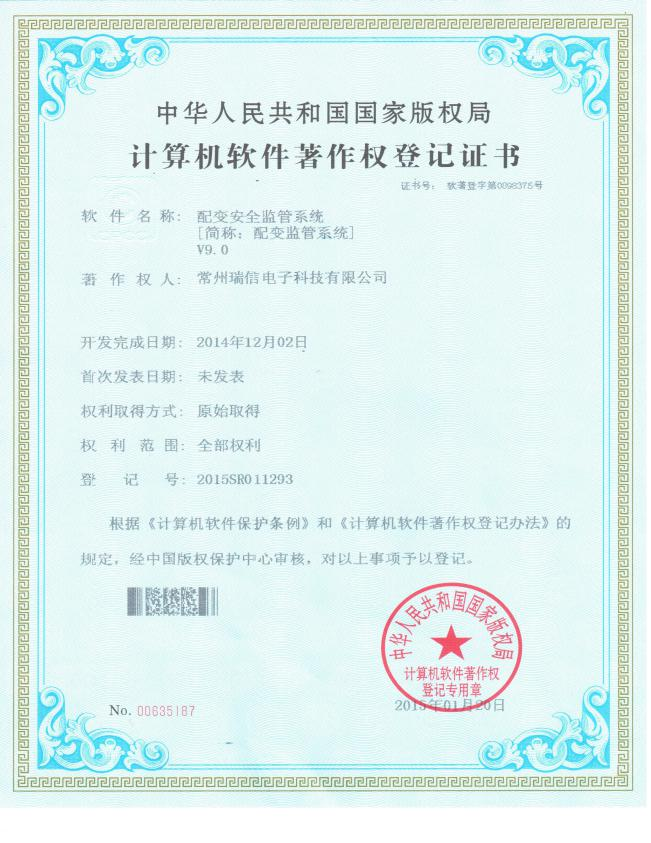 中华人民共和国国家版权局
计算机软件著作权登记证书
证书号： 软著登字第0898375号
软件名称： 配变安全监管系统
[简称：配变监管系统]
V9.0
著作权人： 常州瑞信电子科技有限公司
开发完成日期： 2014年12月02日
首次发表日期： 未发表
权利取得方式： 原始取得
权利范围： 全部权利
登记号： 2015SR011293
根据《计算机软件保护条例》和《计算机软件著作权登记办法》的
规定，经中国版权保护中心审核，对以上事项予以登记。
中华人民共和国国家版权局
计算机软件著作权
登记专用章
2015年01月20日
No. 00635187